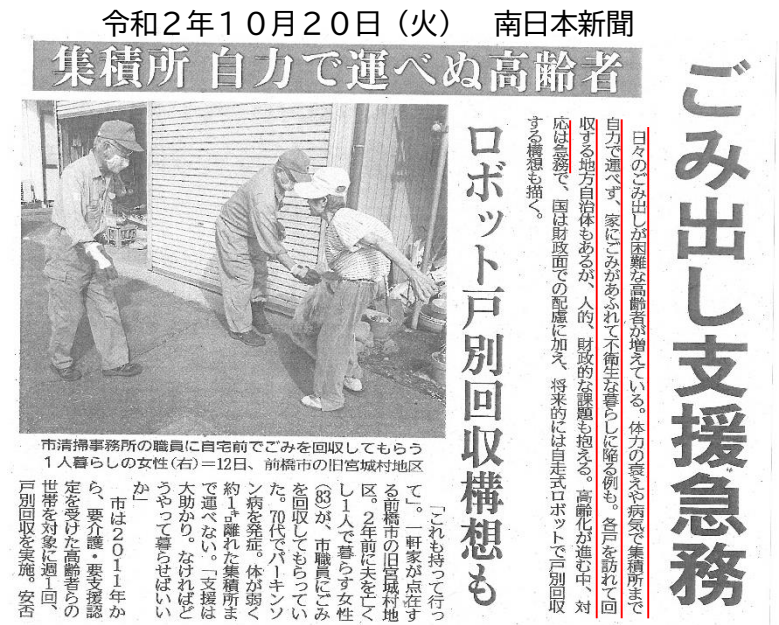 令和２年１０月２０日（火）　南日本新聞
集積所 自力で運べぬ高齢者
ごみ出し支援急務
ロボット戸別回収構想も
日々のごみ出しが困難な高齢者が増えている。体力の衰えや病気で集積所まで
自力で運べず、家にごみがあふれて不衛生な暮らしに陥る例も。各戸を訪れて回
収する地方自治体もあるが、人的、財政的な課題も抱える。高齢化が進む中、対
応は急務で、国は財政面での配慮に加え、将来的には自走式ロボットで戸別回収
する構想も描く。
市清掃事務所の職員に自宅前でごみを回収してもらう
１人暮らしの女性(右)＝12日、前橋市の旧宮城村地区
「これも持って行っ
て」。一軒家が点在す
る前橋市の旧宮城村地
区。２年前に夫を亡く
し１人で暮らす女性
(83)が、市職員にごみ
を回収してもらってい
た。70代でパーキンソ
ン病を発症。体が弱く
約１㌔離れた集積所ま
で運べない。「支援は
大助かり。なければど
うやって暮らせばいい
か」
市は２０１１年か
ら、要介護・要支援認
定を受けた高齢者らの
世帯を対象に週１回、
戸別回収を実施。安否